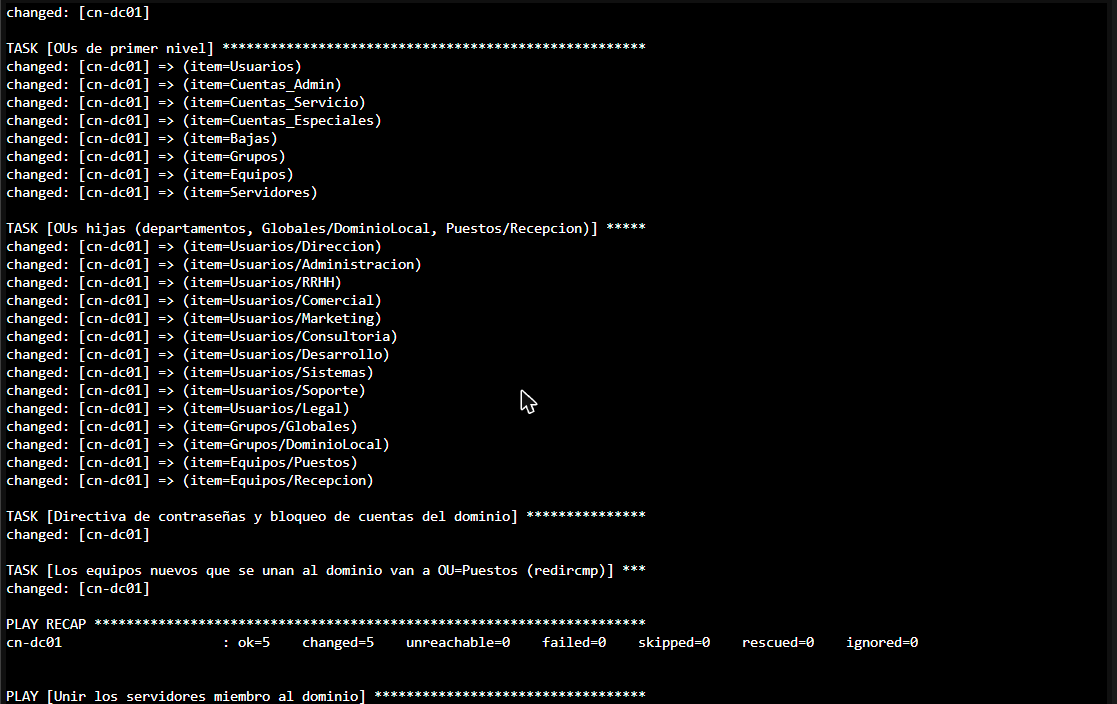 changed: [cn-dc01]
TASK [OUs de primer nivel] *****************************************************
changed: [cn-dc01] => (item=Usuarios)
changed: [cn-dc01] => (item=Cuentas_Admin)
changed: [cn-dc01] => (item=Cuentas_Servicio)
changed: [cn-dc01] => (item=Cuentas_Especiales)
changed: [cn-dc01] => (item=Bajas)
changed: [cn-dc01] => (item=Grupos)
changed: [cn-dc01] => (item=Equipos)
changed: [cn-dc01] => (item=Servidores)
TASK [OUs hijas (departamentos, Globales/DominioLocal, Puestos/Recepcion)] *****
changed: [cn-dc01] => (item=Usuarios/Direccion)
changed: [cn-dc01] => (item=Usuarios/Administracion)
changed: [cn-dc01] => (item=Usuarios/RRHH)
changed: [cn-dc01] => (item=Usuarios/Comercial)
changed: [cn-dc01] => (item=Usuarios/Marketing)
changed: [cn-dc01] => (item=Usuarios/Consultoria)
changed: [cn-dc01] => (item=Usuarios/Desarrollo)
changed: [cn-dc01] => (item=Usuarios/Sistemas)
changed: [cn-dc01] => (item=Usuarios/Soporte)
changed: [cn-dc01] => (item=Usuarios/Legal)
changed: [cn-dc01] => (item=Grupos/Globales)
changed: [cn-dc01] => (item=Grupos/DominioLocal)
changed: [cn-dc01] => (item=Equipos/Puestos)
changed: [cn-dc01] => (item=Equipos/Recepcion)
TASK [Directiva de contraseñas y bloqueo de cuentas del dominio] ***************
changed: [cn-dc01]
TASK [Los equipos nuevos que se unan al dominio van a OU=Puestos (redircmp)] ***
changed: [cn-dc01]
PLAY RECAP *********************************************************************
cn-dc01                    : ok=5    changed=5    unreachable=0    failed=0    skipped=0    rescued=0    ignored=0
PLAY [Unir los servidores miembro al dominio] **********************************